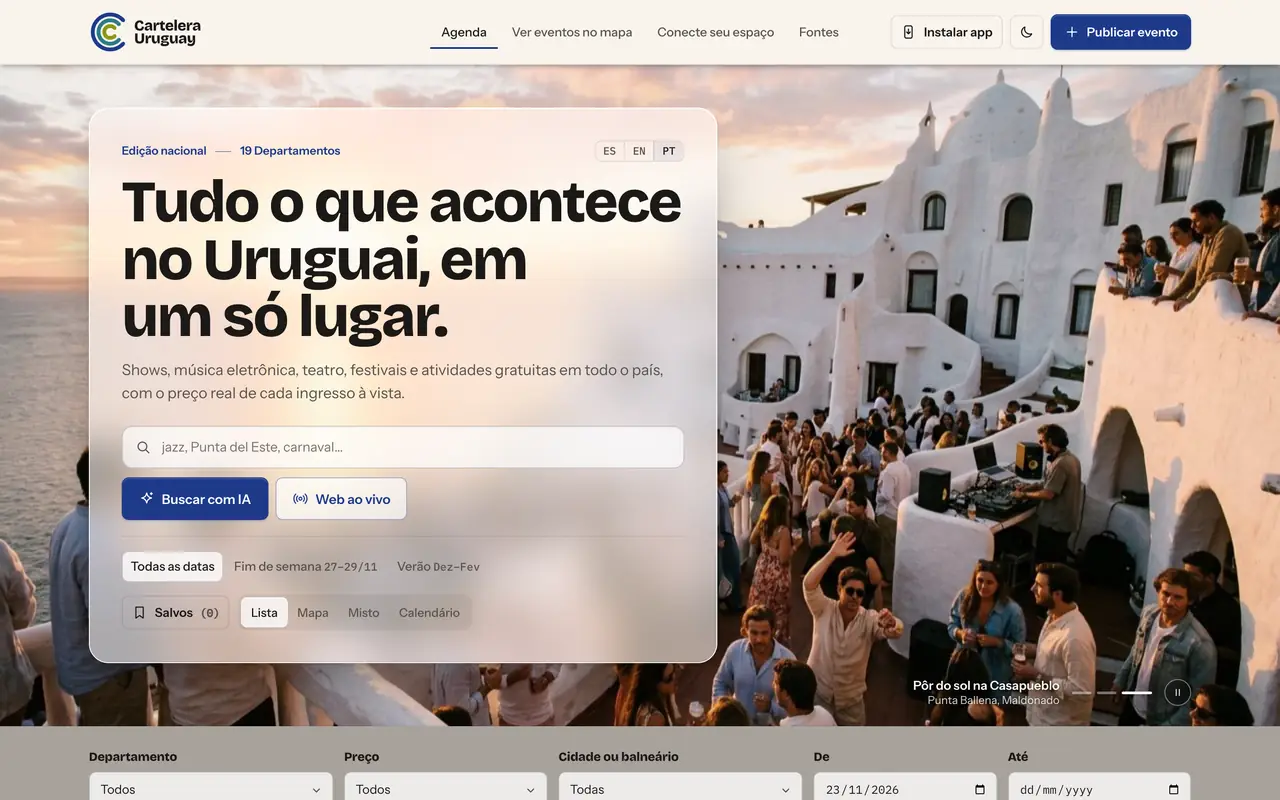 Cartelera
Uruguay
Agenda
Ver eventos no mapa
Conecte seu espaço
Fontes
Instalar app
Publicar evento
Edição nacional — 19 Departamentos
ES EN PT
Tudo o que acontece
no Uruguai, em
um só lugar.
Shows, música eletrônica, teatro, festivais e atividades gratuitas em todo o país,
com o preço real de cada ingresso à vista.
jazz, Punta del Este, carnaval…
Buscar com IA
Web ao vivo
Todas as datas
Fim de semana 27–29/11
Verão Dez–Fev
Salvos (0)
Lista
Mapa
Misto
Calendário
Pôr do sol na Casapueblo
Punta Ballena, Maldonado
Departamento
Preço
Cidade ou balneário
De
Até
Todos
Todos
Todas
23/11/2026
dd/mm/yyyy